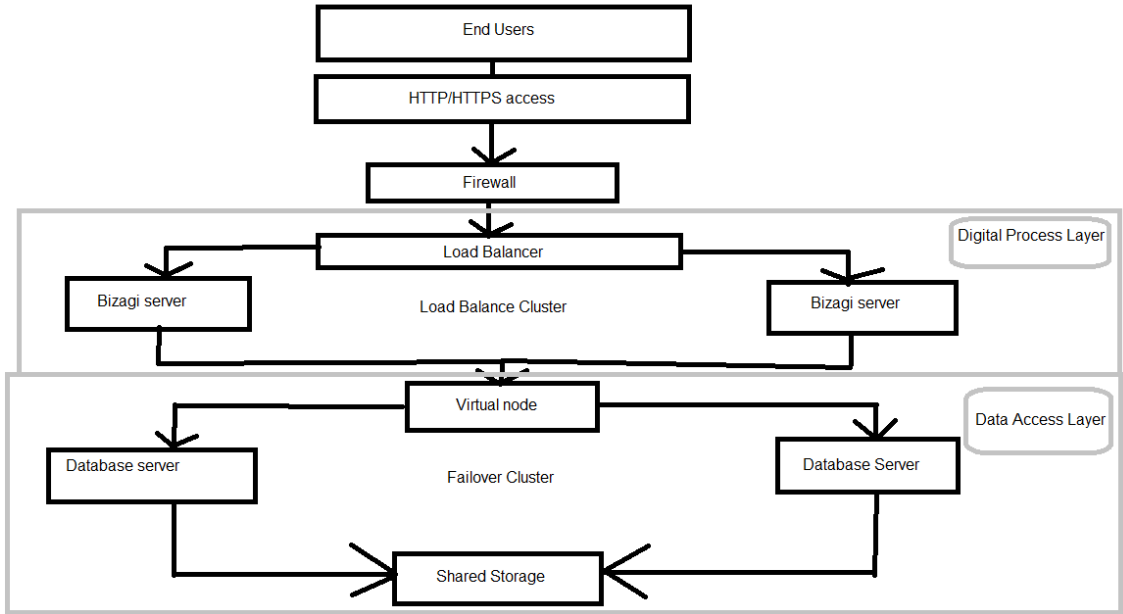 End Users
HTTP/HTTPS access
Firewall
Digital Process Layer
Load Balancer
Bizagi server
Load Balance Cluster
Bizagi server
Virtual node
Data Access Layer
Database server
Failover Cluster
Database Server
Shared Storage